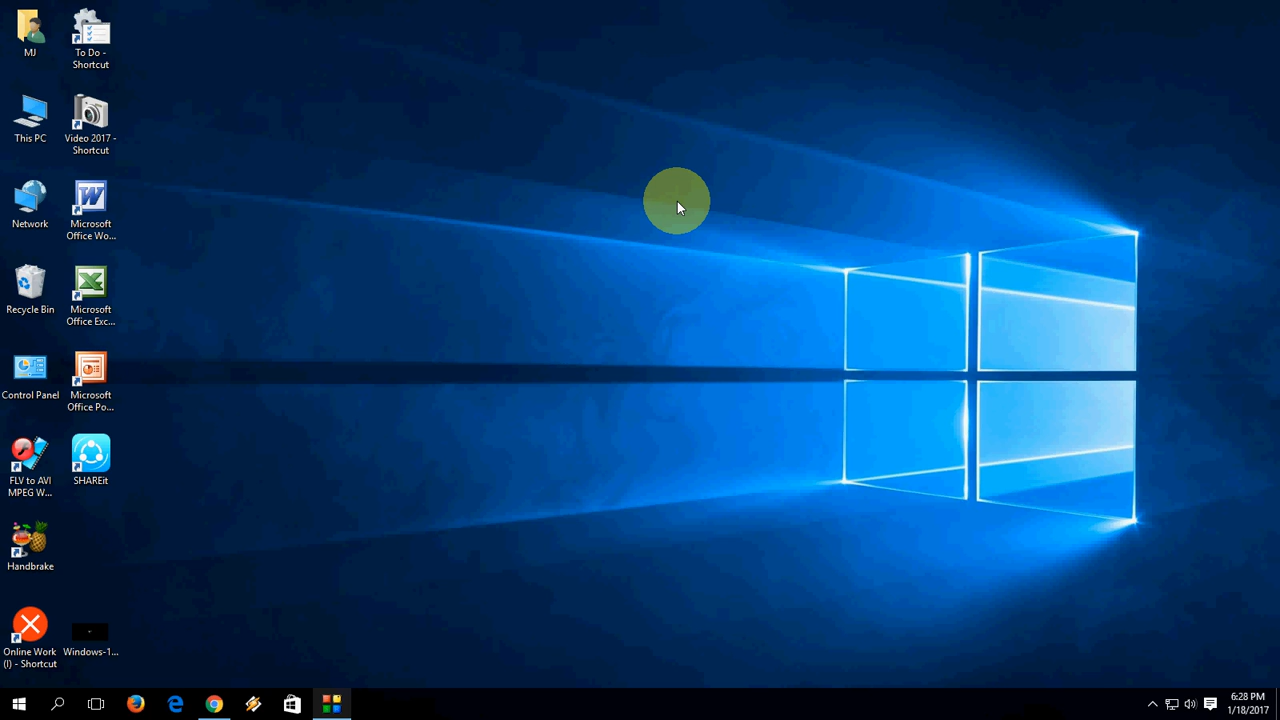 MJ
To Do -
Shortcut
This PC
Video 2017 -
Shortcut
Network
Microsoft
Office Wo...
Recycle Bin
Microsoft
Office Exc...
Control Panel
Microsoft
Office Po...
FLV to AVI
MPEG W...
SHAREit
Handbrake
Online Work
(I) - Shortcut
Windows-1...
6:28 PM
1/18/2017